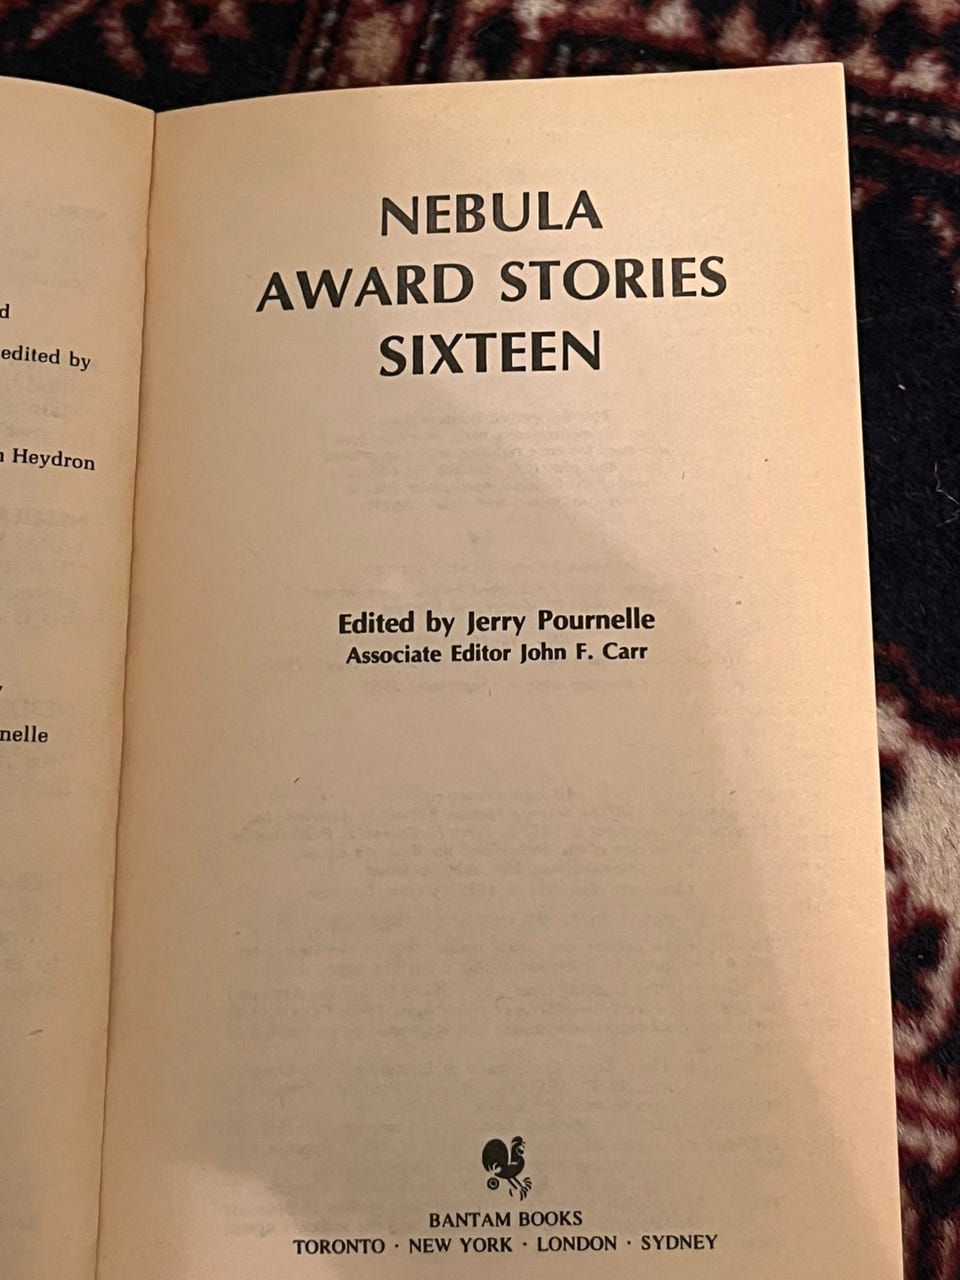 d
edited by
Heydron
nelle
NEBULA
AWARD STORIES
SIXTEEN
Edited by Jerry Pournelle
Associate Editor John F. Carr
BANTAM BOOKS
TORONTO · NEW YORK · LONDON · SYDNEY